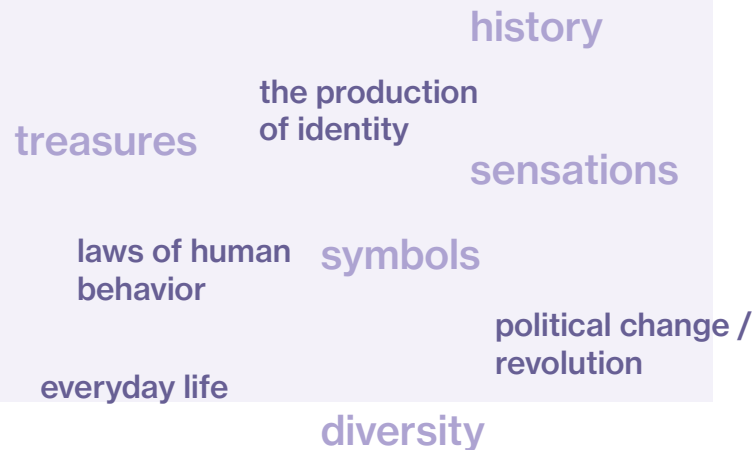 history
the production
of identity
treasures
sensations
laws of human
behavior
symbols
political change /
revolution
everyday life
diversity